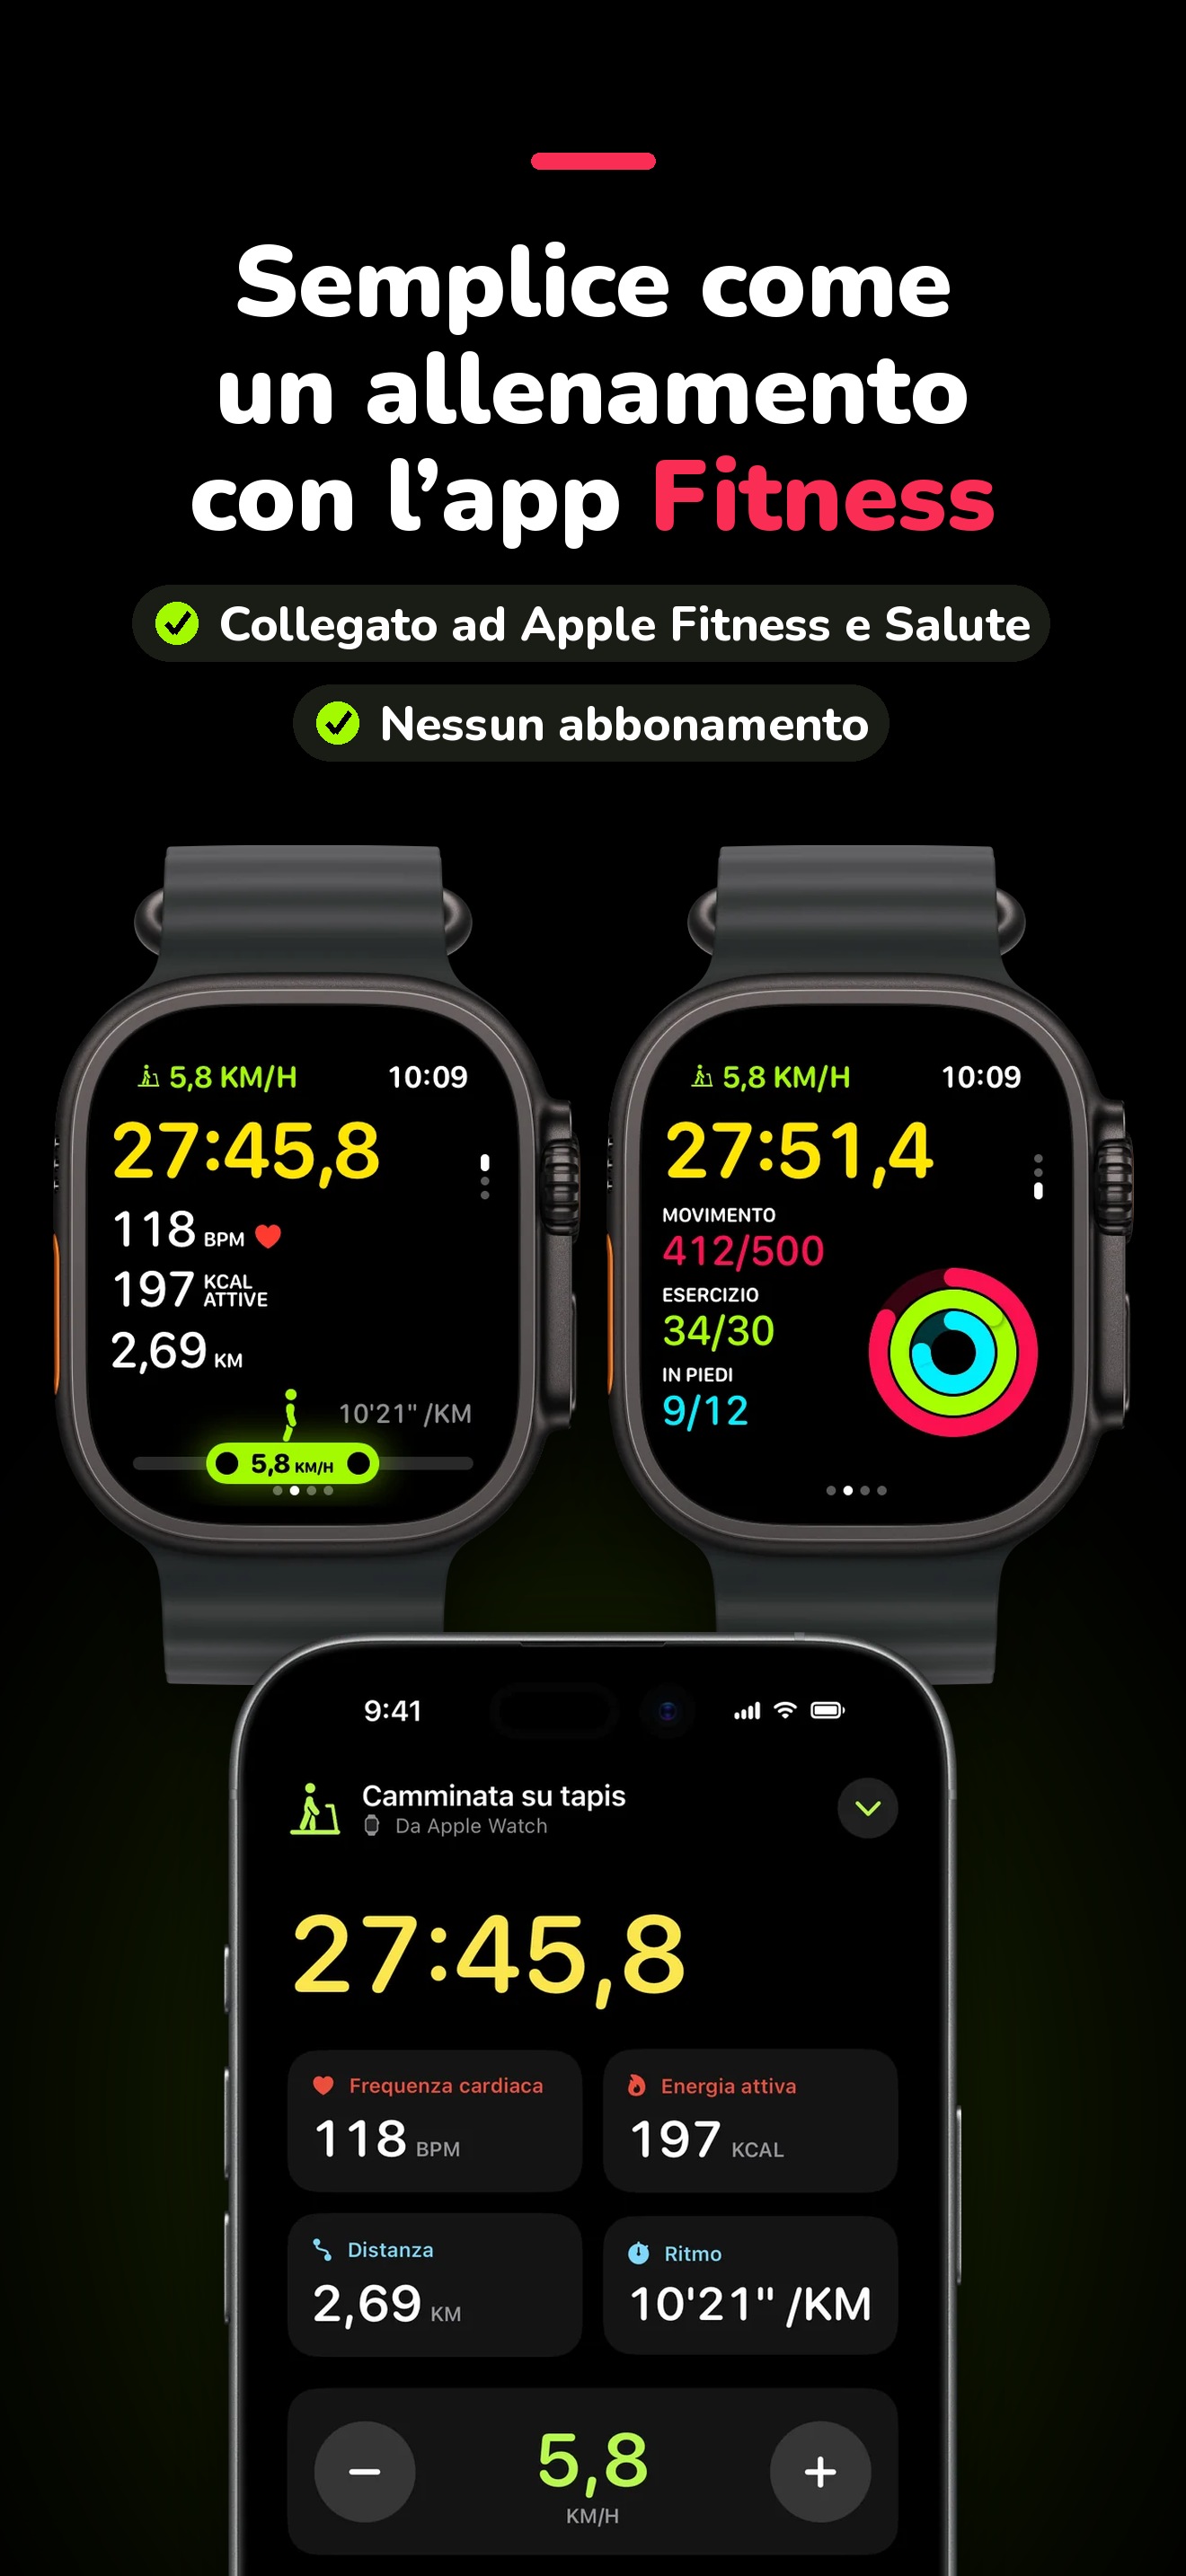 Semplice come
un allenamento
con l’app Fitness
Collegato ad Apple Fitness e Salute
Nessun abbonamento
5,8 KM/H 10:09
27:45,8
118 BPM
197 KCAL ATTIVE
2,69 KM
10'21" /KM
5,8 KM/H
5,8 KM/H 10:09
27:51,4
MOVIMENTO
412/500
ESERCIZIO
34/30
IN PIEDI
9/12
9:41
Camminata su tapis
Da Apple Watch
27:45,8
Frequenza cardiaca
118 BPM
Energia attiva
197 KCAL
Distanza
2,69 KM
Ritmo
10'21" /KM
5,8
KM/H